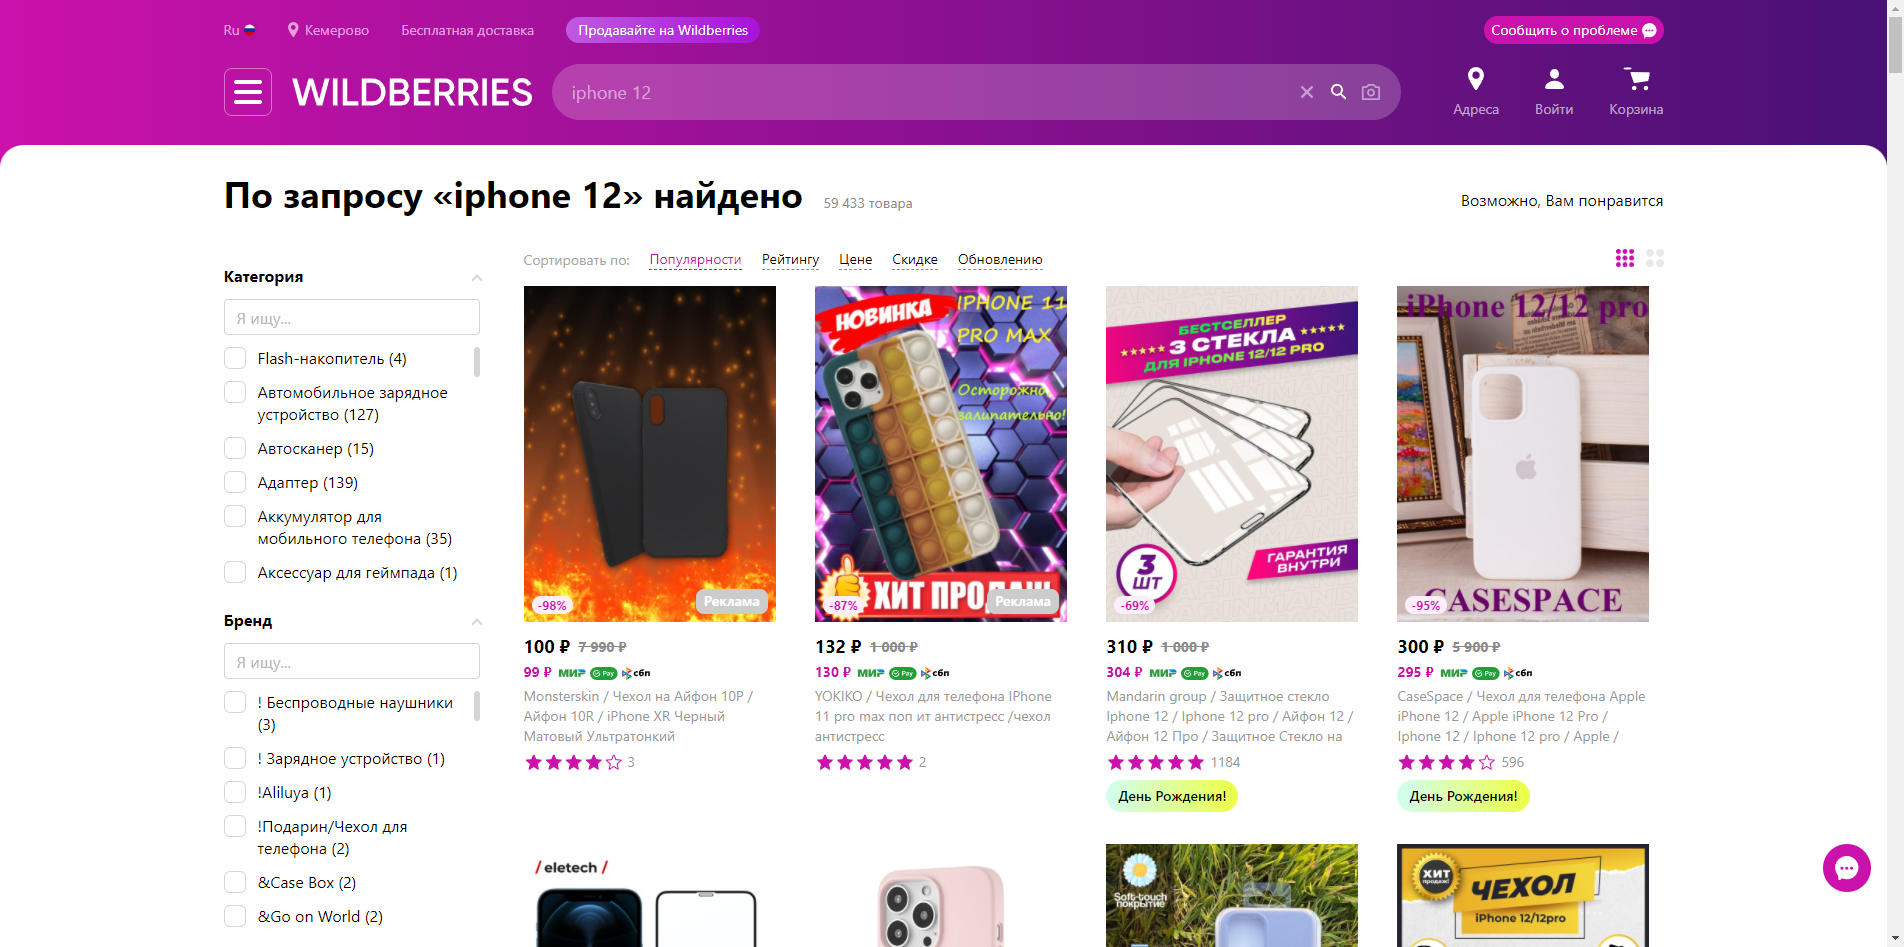 Ru
Кемерово
Бесплатная доставка
Продавайте на Wildberries
Сообщить о проблеме
WILDBERRIES
iphone 12
Адреса
Войти
Корзина
По запросу «iphone 12» найдено
59 433 товара
Возможно, Вам понравится
Категория
Я ищу...
Flash-накопитель (4)
Автомобильное зарядное
устройство (127)
Автосканер (15)
Адаптер (139)
Аккумулятор для
мобильного телефона (35)
Аксессуар для геймпада (1)
Бренд
Я ищу...
! Беспроводные наушники
(3)
! Зарядное устройство (1)
!Aliluya (1)
!Подарин/Чехол для
телефона (2)
&Case Box (2)
&Go on World (2)
Сортировать по:
Популярности
Рейтингу
Цене
Скидке
Обновлению
-98%
Реклама
100 ₽ 7 990 ₽
99 ₽ МИР Pay сбп
Monsterskin / Чехол на Айфон 10Р /
Айфон 10R / iPhone XR Черный
Матовый Ультратонкий
3
НОВИНКА
IPHONE 11
PRO MAX
Осторожно,
залипательно!
ХИТ ПРОДАЖ
-87%
Реклама
132 ₽ 1 000 ₽
130 ₽ МИР Pay сбп
YOKIKO / Чехол для телефона IPhone
11 pro max поп ит антистресс /чехол
антистресс
2
БЕСТСЕЛЛЕР
3 СТЕКЛА
ДЛЯ IPHONE 12/12 PRO
3
ШТ
ГАРАНТИЯ
ВНУТРИ
-69%
310 ₽ 1 000 ₽
304 ₽ МИР Pay сбп
Mandarin group / Защитное стекло
Iphone 12 / Iphone 12 pro / Айфон 12 /
Айфон 12 Про / Защитное Стекло на
1184
День Рождения!
iPhone 12/12 pro
CASESPACE
-95%
300 ₽ 5 900 ₽
295 ₽ МИР Pay сбп
CaseSpace / Чехол для телефона Apple
iPhone 12 / Apple iPhone 12 Pro /
Iphone 12 / Iphone 12 pro / Apple /
596
День Рождения!
/ eletech /
Soft-touch
покрытие
ХИТ
продаж!
ЧЕХОЛ
iPhone 12/12pro